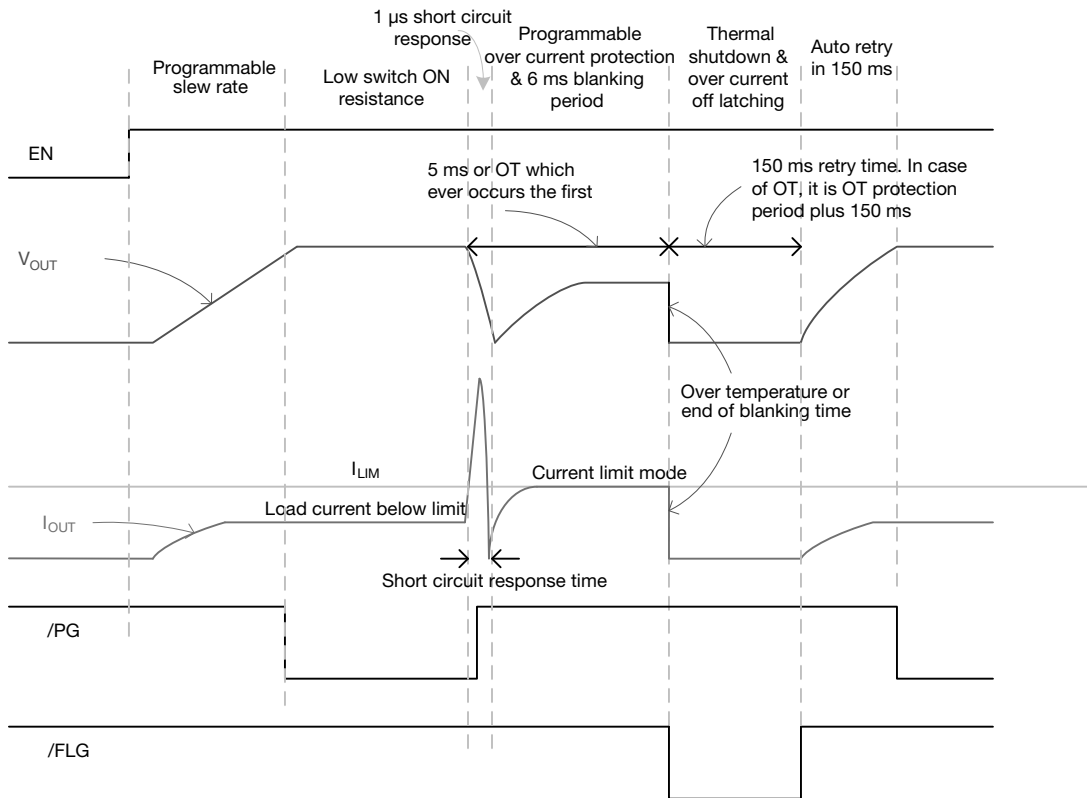 1 µs short circuit
response
Programmable
slew rate
Low switch ON
resistance
Programmable
over current protection
& 6 ms blanking
period
Thermal
shutdown &
over current
off latching
Auto retry
in 150 ms
EN
5 ms or OT which
ever occurs the first
150 ms retry time. In case
of OT, it is OT protection
period plus 150 ms
VOUT
Over temperature or
end of blanking time
ILIM
Current limit mode
Load current below limit
IOUT
Short circuit response time
/PG
/FLG